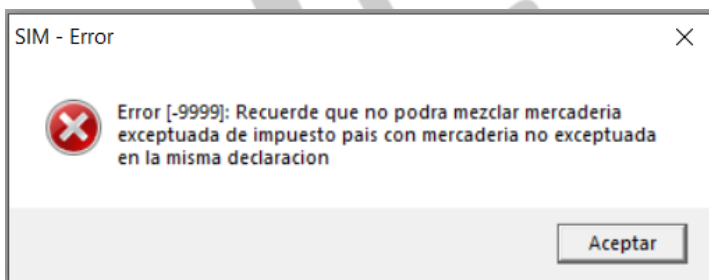 SIM - Error
Error [-9999]: Recuerde que no podra mezclar mercaderia
exceptuada de impuesto pais con mercaderia no exceptuada
en la misma declaracion
Aceptar